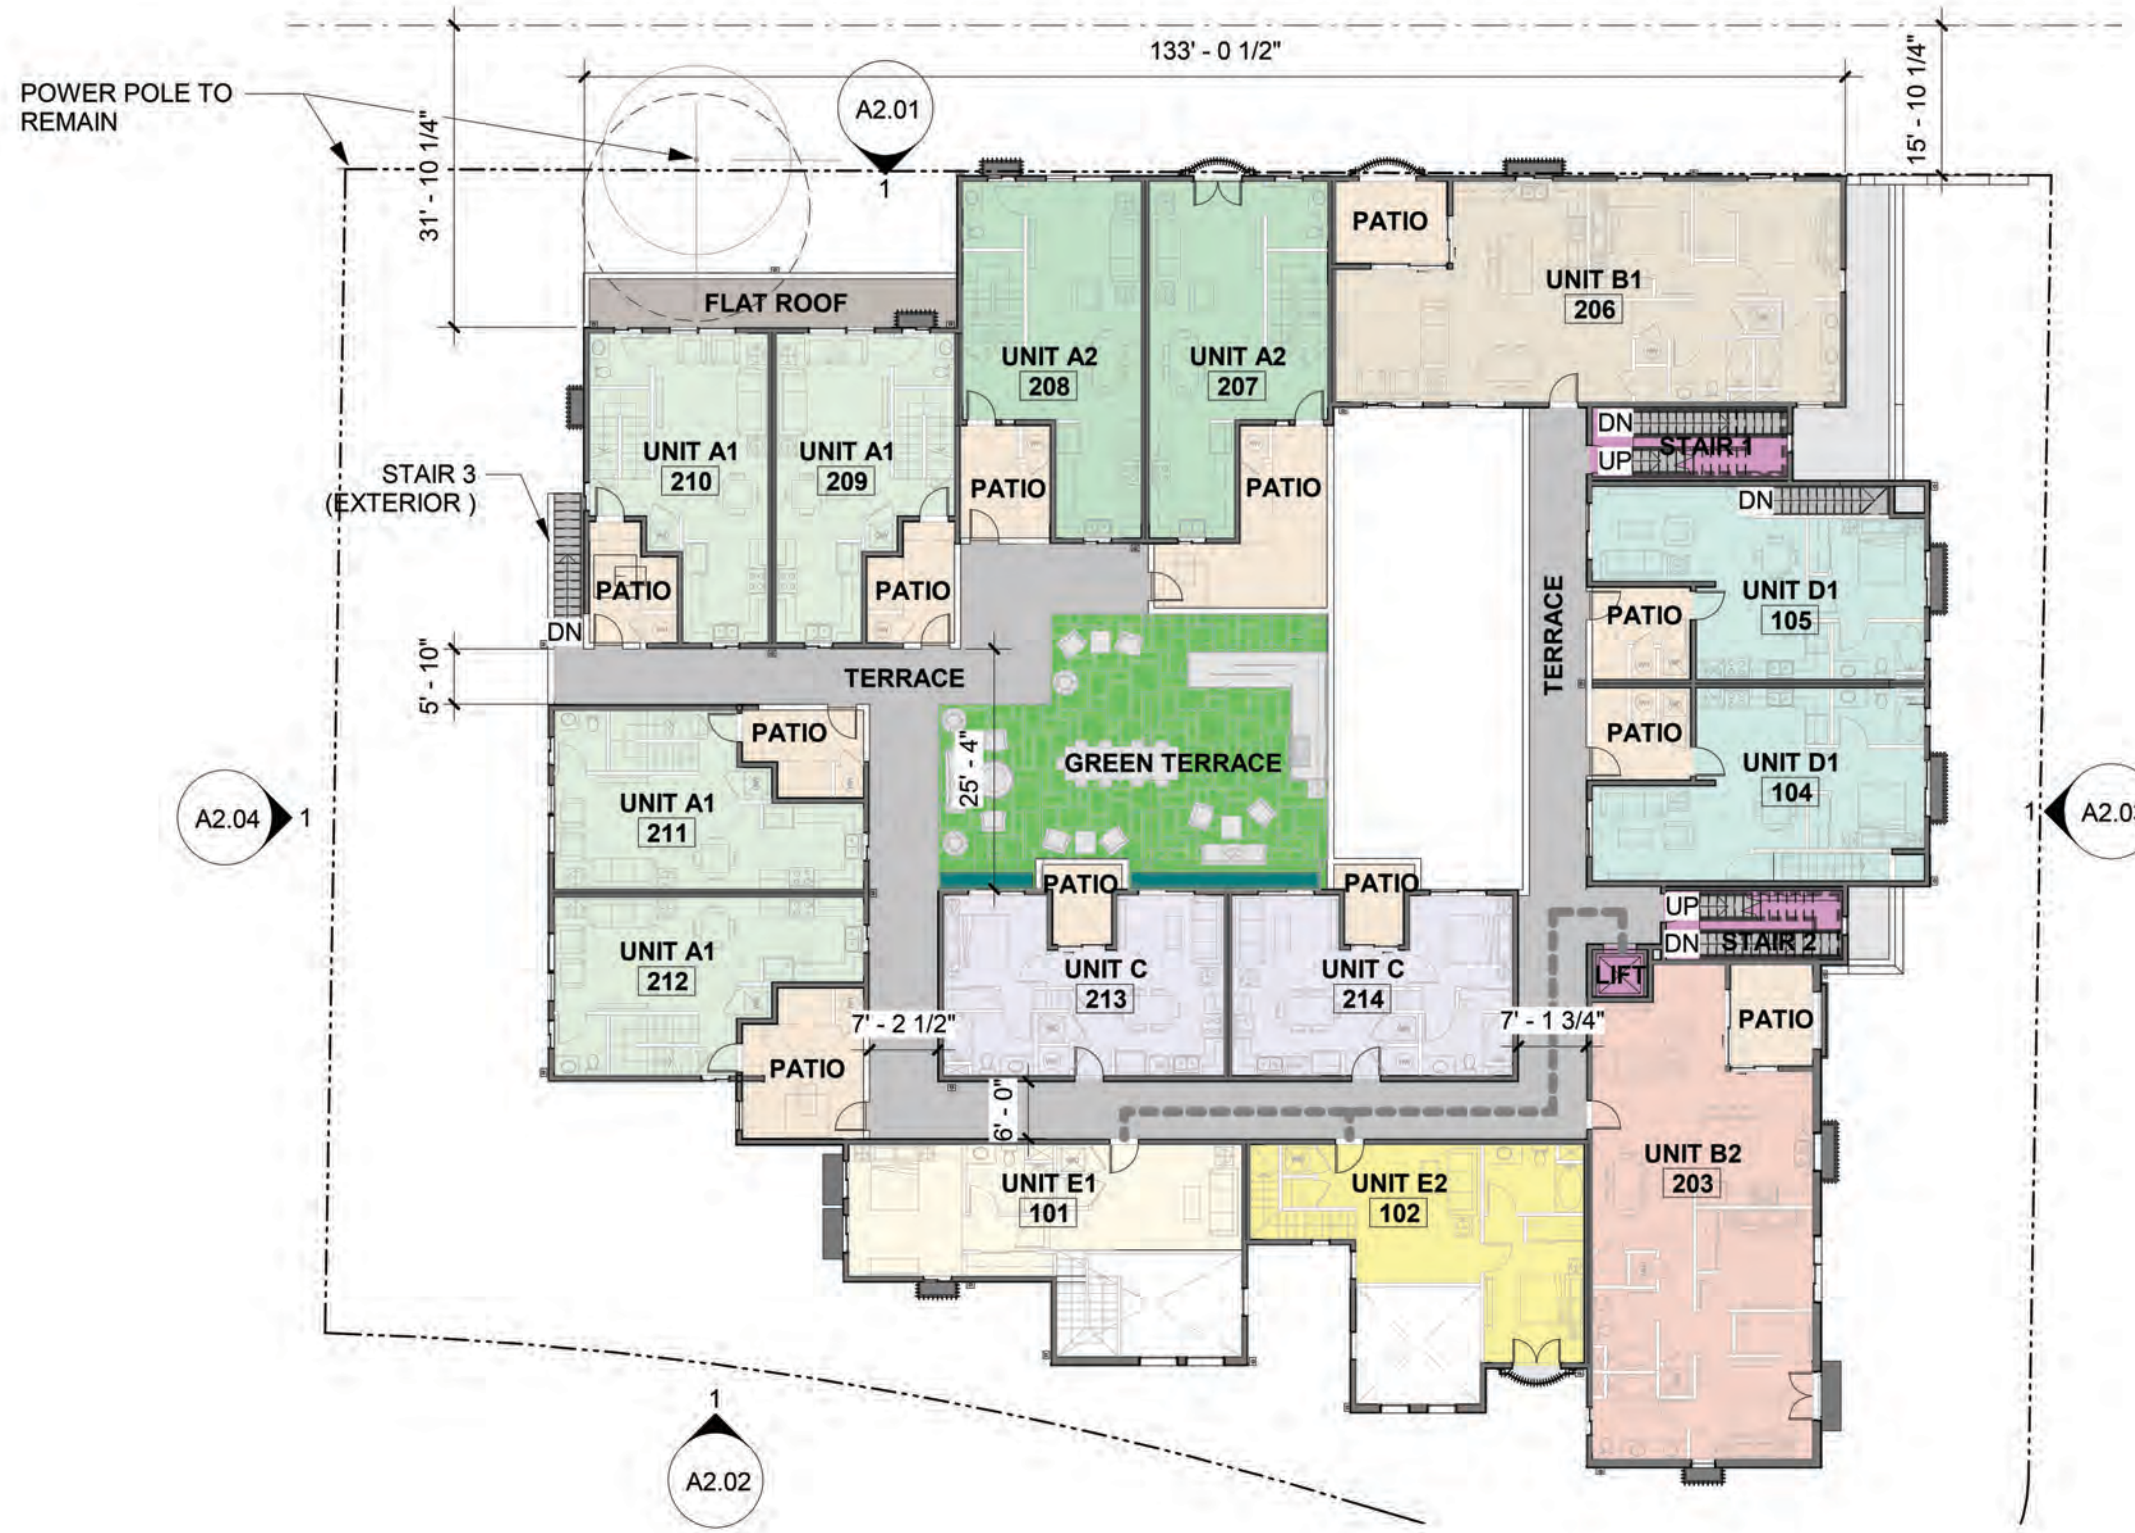 133' - 0 1/2"
POWER POLE TO
REMAIN
31' - 10 1/4"
A2.01
1
15' - 10 1/4"
FLAT ROOF
UNIT A2
208
UNIT A2
207
PATIO
UNIT B1
206
UNIT A1
210
UNIT A1
209
PATIO
PATIO
DN
STAIR 1
UP
STAIR 3
(EXTERIOR )
DN
PATIO
PATIO
DN
TERRACE
UNIT D1
105
PATIO
5' - 10"
TERRACE
PATIO
UNIT A1
211
25' - 4"
GREEN TERRACE
PATIO
UNIT D1
104
A2.04
1
1
A2.03
PATIO
PATIO
UNIT A1
212
UNIT C
213
UNIT C
214
UP
DN
STAIR 2
LIFT
PATIO
7' - 2 1/2"
7' - 1 3/4"
PATIO
6' - 0"
UNIT E1
101
UNIT E2
102
UNIT B2
203
1
A2.02